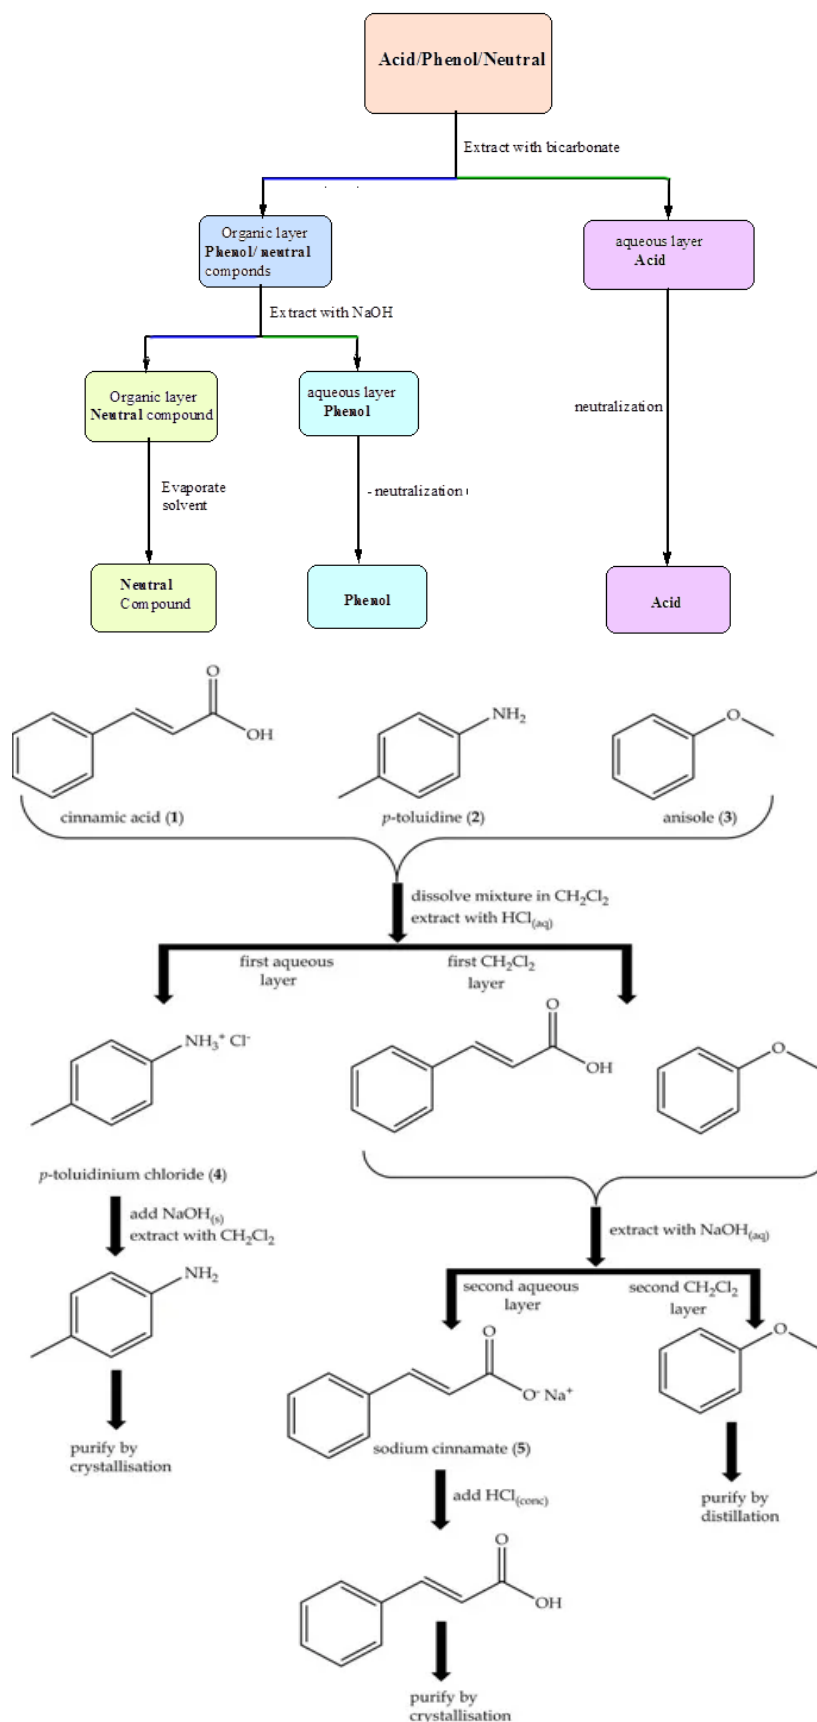 Acid/Phenol/Neutral
Extract with bicarbonate
Organic layer
Phenol/ neutral
componds
aqueous layer
Acid
Extract with NaOH
Organic layer
Neutral compound
aqueous layer
Phenol
neutralization
Evaporate
solvent
- neutralization
Neutral
Compound
Phenol
Acid
O
OH
NH2
O
cinnamic acid (1)
p-toluidine (2)
anisole (3)
dissolve mixture in CH2Cl2
extract with HCl(aq)
first aqueous
layer
first CH2Cl2
layer
NH3+ Cl-
O
OH
O
p-toluidinium chloride (4)
add NaOH(s)
extract with CH2Cl2
extract with NaOH(aq)
NH2
second aqueous
layer
second CH2Cl2
layer
O
O- Na+
O
purify by
crystallisation
sodium cinnamate (5)
add HCl(conc)
purify by
distillation
O
OH
purify by
crystallisation